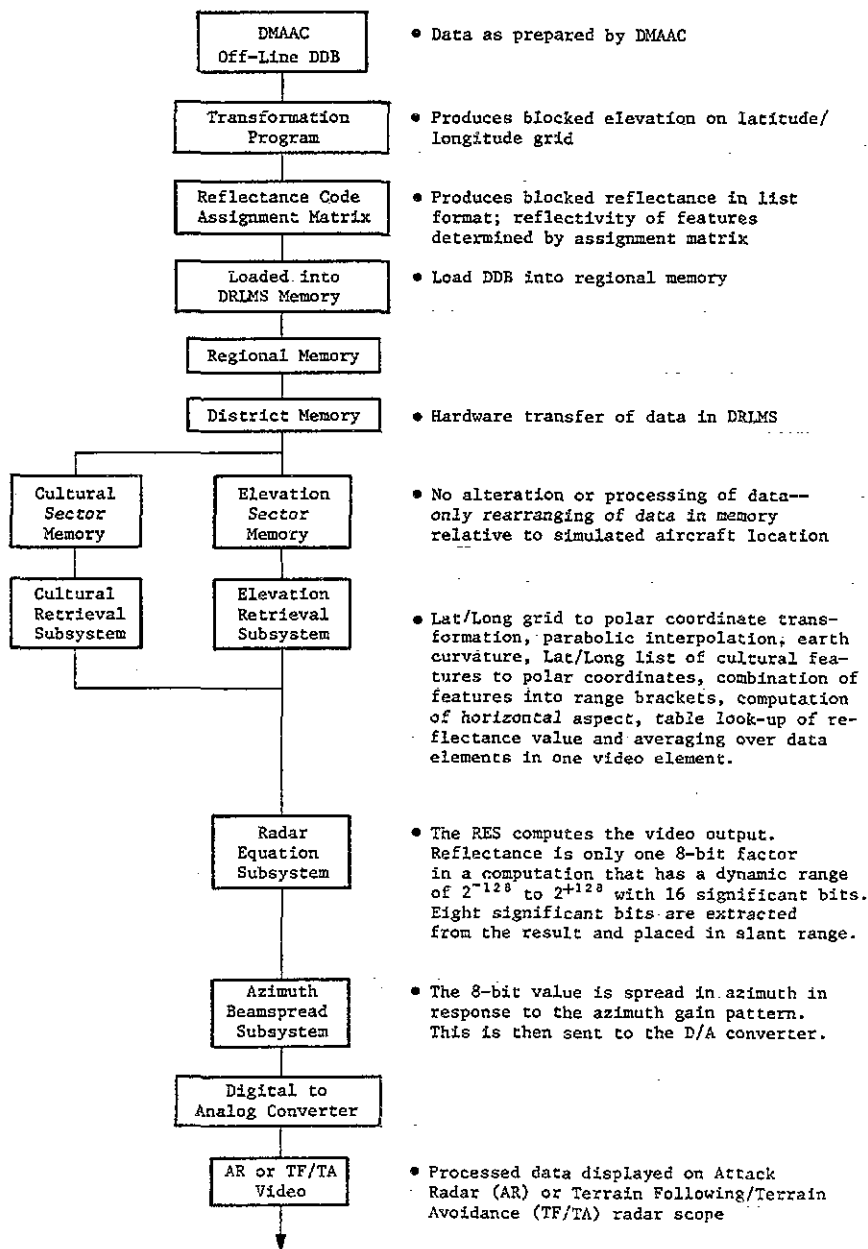 DMAAC
Off-Line DDB
• Data as prepared by DMAAC
Transformation
Program
• Produces blocked elevation on latitude/
longitude grid
Reflectance Code
Assignment Matrix
• Produces blocked reflectance in list
format; reflectivity of features
determined by assignment matrix
Loaded into
DRLMS Memory
• Load DDB into regional memory
Regional Memory
District Memory
• Hardware transfer of data in DRLMS
Cultural
Sector
Memory
Elevation
Sector
Memory
• No alteration or processing of data--
only rearranging of data in memory
relative to simulated aircraft location
Cultural
Retrieval
Subsystem
Elevation
Retrieval
Subsystem
• Lat/Long grid to polar coordinate trans-
formation, parabolic interpolation, earth
curvature, Lat/Long list of cultural fea-
tures to polar coordinates, combination of
features into range brackets, computation
of horizontal aspect, table look-up of re-
flectance value and averaging over data
elements in one video element.
Radar
Equation
Subsystem
• The RES computes the video output.
Reflectance is only one 8-bit factor
in a computation that has a dynamic range
of 2⁻¹²⁸ to 2⁺¹²⁸ with 16 significant bits.
Eight significant bits are extracted
from the result and placed in slant range.
Azimuth
Beamspread
Subsystem
• The 8-bit value is spread in azimuth in
response to the azimuth gain pattern.
This is then sent to the D/A converter.
Digital to
Analog Converter
AR or TF/TA
Video
• Processed data displayed on Attack
Radar (AR) or Terrain Following/Terrain
Avoidance (TF/TA) radar scope